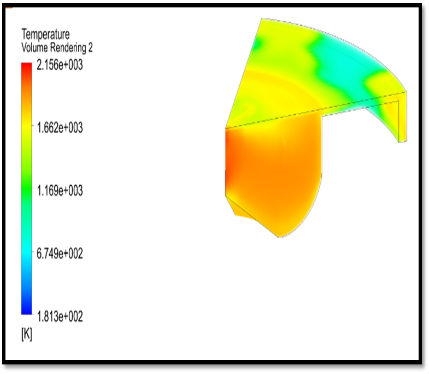 Temperature
Volume Rendering 2
2.156e+003
1.662e+003
1.169e+003
6.749e+002
1.813e+002
[K]